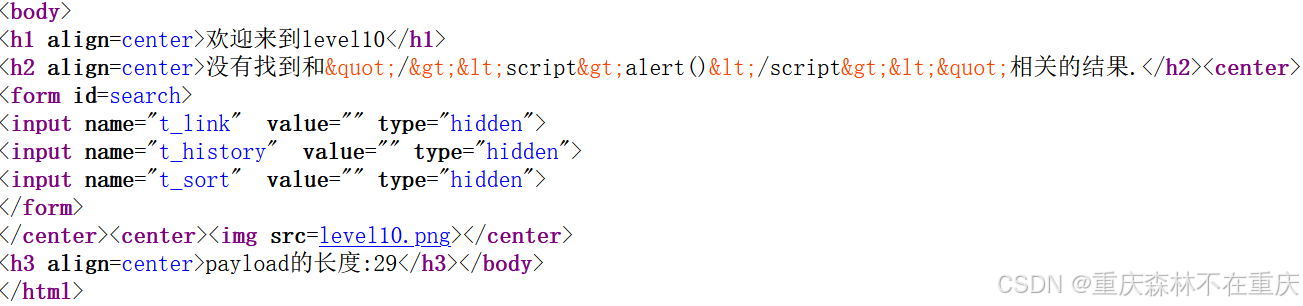 <body>
<h1 align=center>欢迎来到level10</h1>
<h2 align=center>没有找到和&quot;/&gt;&lt;script&gt;alert()&lt;/script&gt;&lt;&quot;相关的结果.</h2><center>
<form id=search>
<input name="t_link"  value="" type="hidden">
<input name="t_history"  value="" type="hidden">
<input name="t_sort"  value="" type="hidden">
</form>
</center><center><img src=level10.png></center>
<h3 align=center>payload的长度:29</h3></body>
</html>
CSDN @重庆森林不在重庆